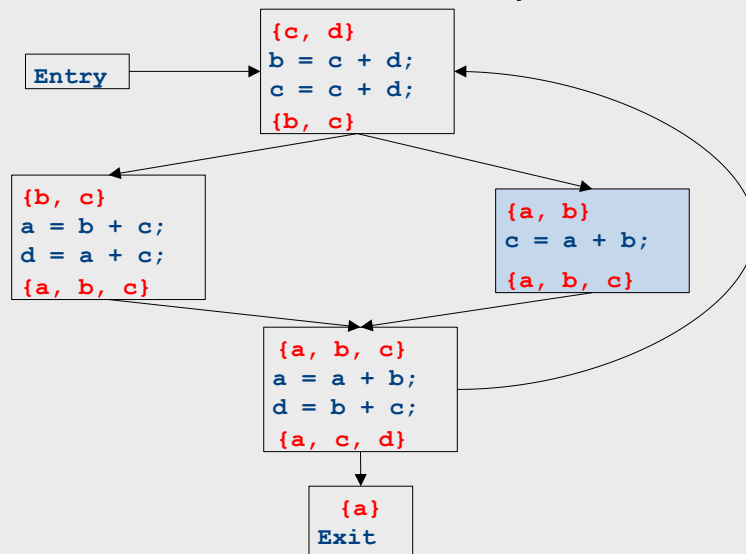 {c, d}
b = c + d;
c = c + d;
{b, c}
Entry
{b, c}
a = b + c;
d = a + c;
{a, b, c}
{a, b}
c = a + b;
{a, b, c}
{a, b, c}
a = a + b;
d = b + c;
{a, c, d}
{a}
Exit